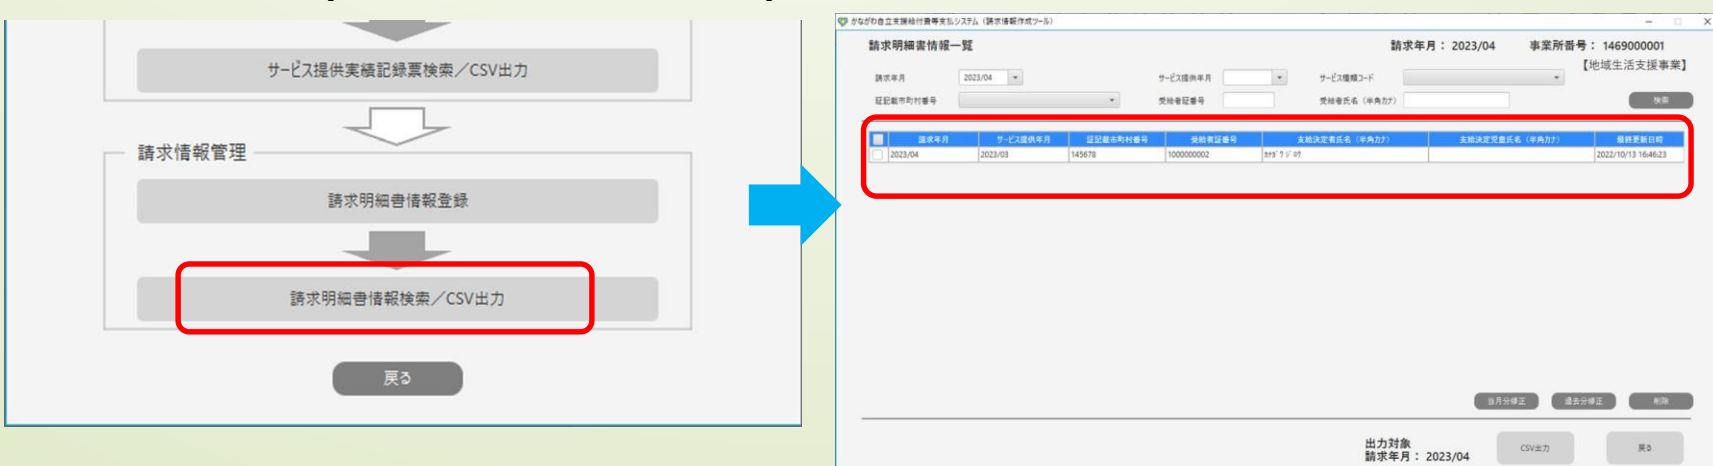 サービス提供実績記録票検索／CSV出力
請求情報管理
請求明細書情報登録
請求明細書情報検索／CSV出力
戻る
かながわ自立支援給付費等支払システム（請求情報作成ツール）
請求明細書情報一覧
請求年月： 2023/04 事業所番号： 1469000001
【地域生活支援事業】
請求年月 2023/04 サービス提供年月 サービス種類コード
証記載市町村番号 受給者証番号 受給者氏名（半角カナ） 検索
請求年月 サービス提供年月 証記載市町村番号 受給者証番号 支給決定者氏名（半角カナ） 支給決定児童氏名（半角カナ） 最終更新日時
2023/04 2023/03 145678 1000000002 2022/10/13 16:46:23
当月分修正 過去分修正 削除
出力対象
請求年月： 2023/04 CSV出力 戻る